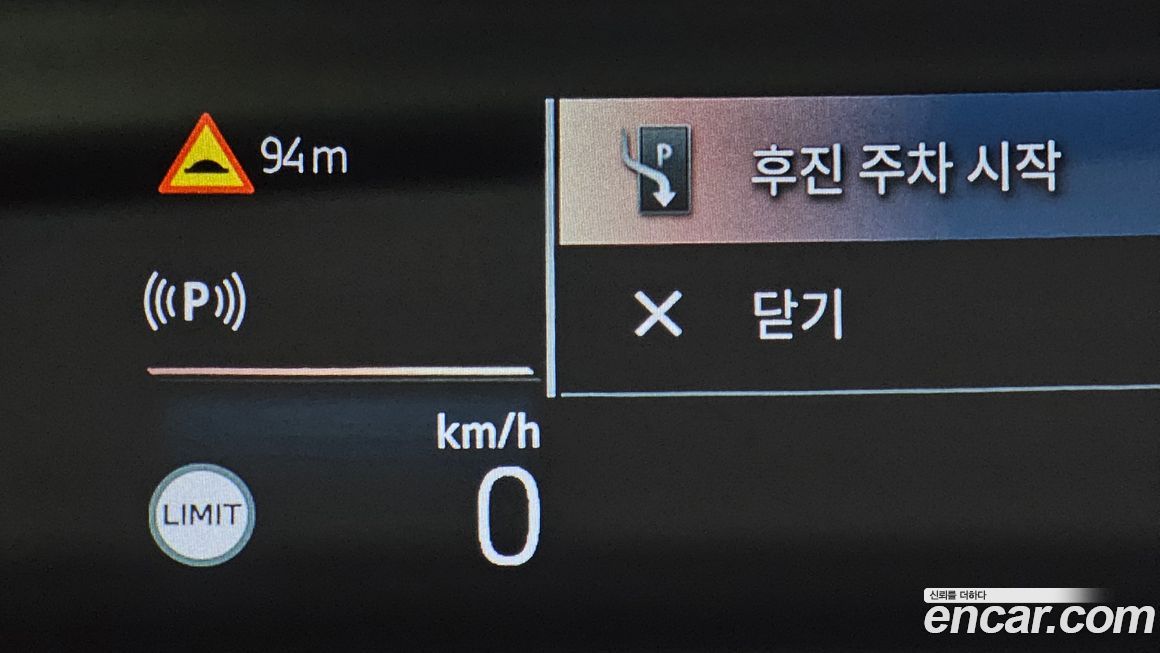 94 m
P 후진 주차 시작
((( P )))
✕ 닫기
km/h
LIMIT 0
신뢰를 더하다
encar.com